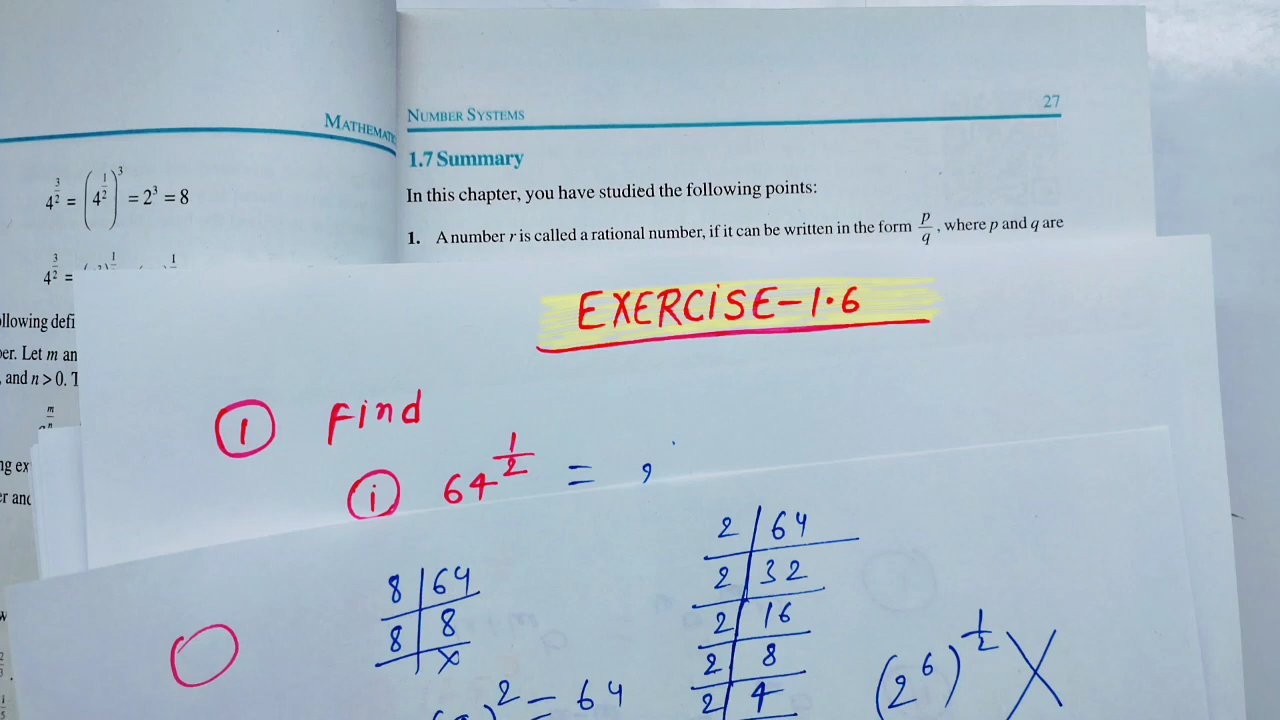 MATHEMAT
4^{3/2} = (4^{1/2})^3 = 2^3 = 8
4^{3/2} =
llowing defi
er. Let m an
, and n > 0. T
ng ex
er and
NUMBER SYSTEMS 27
1.7 Summary
In this chapter, you have studied the following points:
1. A number r is called a rational number, if it can be written in the form p/q, where p and q are
EXERCISE-1.6
① Find
ⓘ 64^{1/2} = ,
8 | 64
8 | 8
x
2 = 64
2 | 64
2 | 32
2 | 16
2 | 8
2 | 4
(2^6)^{1/2} X